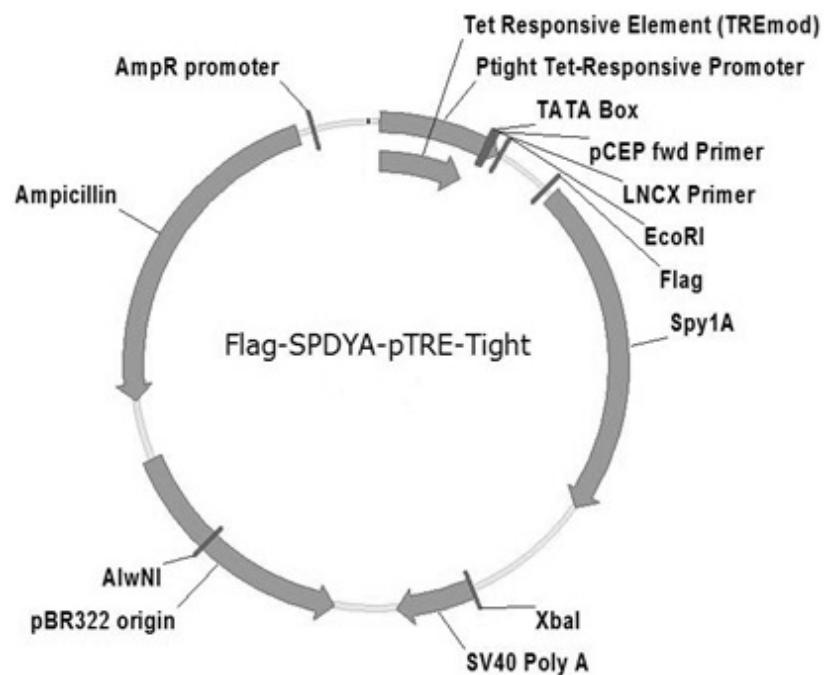 Tet Responsive Element (TREmod)
AmpR promoter
Ptight Tet-Responsive Promoter
TATA Box
pCEP fwd Primer
Ampicillin
LNCX Primer
EcoRI
Flag
Spy1A
Flag-SPDYA-pTRE-Tight
AlwNI
pBR322 origin
XbaI
SV40 Poly A